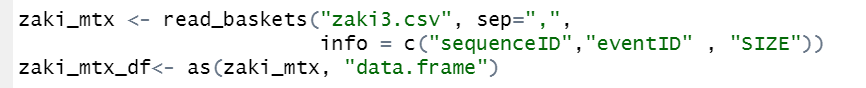 zaki_mtx <- read_baskets("zaki3.csv", sep=",",
info = c("sequenceID","eventID" , "SIZE"))
zaki_mtx_df<- as(zaki_mtx, "data.frame")